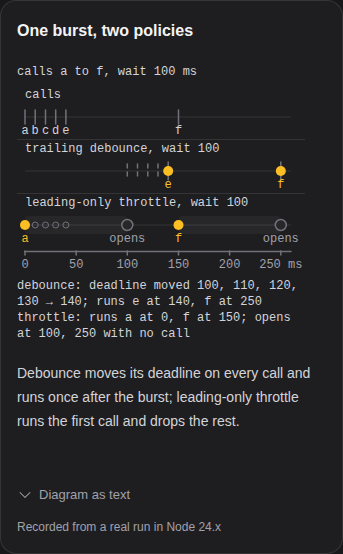 One burst, two policies
calls a to f, wait 100 ms
calls
a b c d e f
trailing debounce, wait 100
e f
leading-only throttle, wait 100
a opens f opens
0 50 100 150 200 250 ms
debounce: deadline moved 100, 110, 120,
130 → 140; runs e at 140, f at 250
throttle: runs a at 0, f at 150; opens
at 100, 250 with no call
Debounce moves its deadline on every call and
runs once after the burst; leading-only throttle
runs the first call and drops the rest.
Diagram as text
Recorded from a real run in Node 24.x